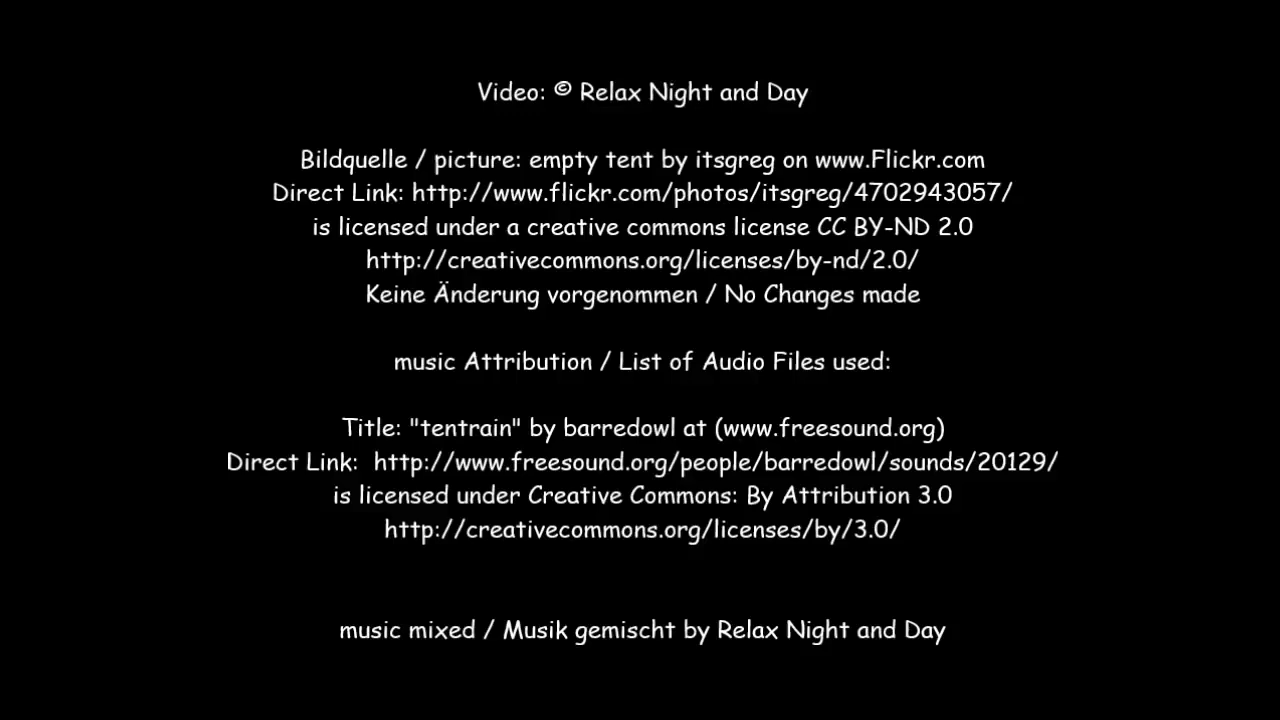 Video: © Relax Night and Day
Bildquelle / picture: empty tent by itsgreg on www.Flickr.com
Direct Link: http://www.flickr.com/photos/itsgreg/4702943057/
is licensed under a creative commons license CC BY-ND 2.0
http://creativecommons.org/licenses/by-nd/2.0/
Keine Änderung vorgenommen / No Changes made
music Attribution / List of Audio Files used:
Title: "tentrain" by barredowl at (www.freesound.org)
Direct Link:  http://www.freesound.org/people/barredowl/sounds/20129/
is licensed under Creative Commons: By Attribution 3.0
http://creativecommons.org/licenses/by/3.0/
music mixed / Musik gemischt by Relax Night and Day